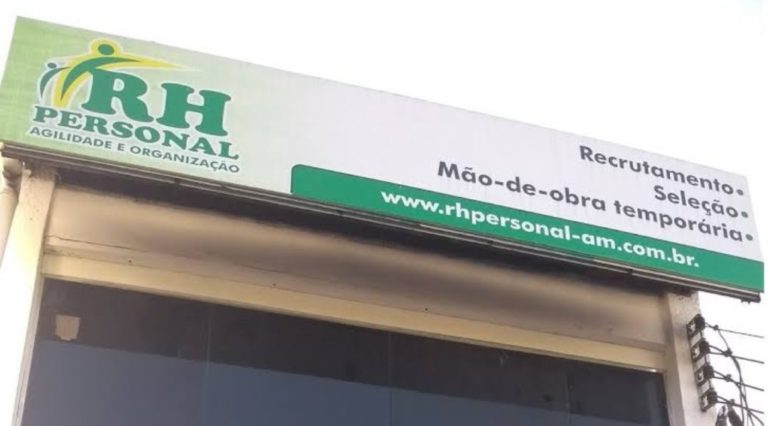 RH
PERSONAL
AGILIDADE E ORGANIZAÇÃO
Recrutamento•
Seleção•
Mão-de-obra temporária•
www.rhpersonal-am.com.br.